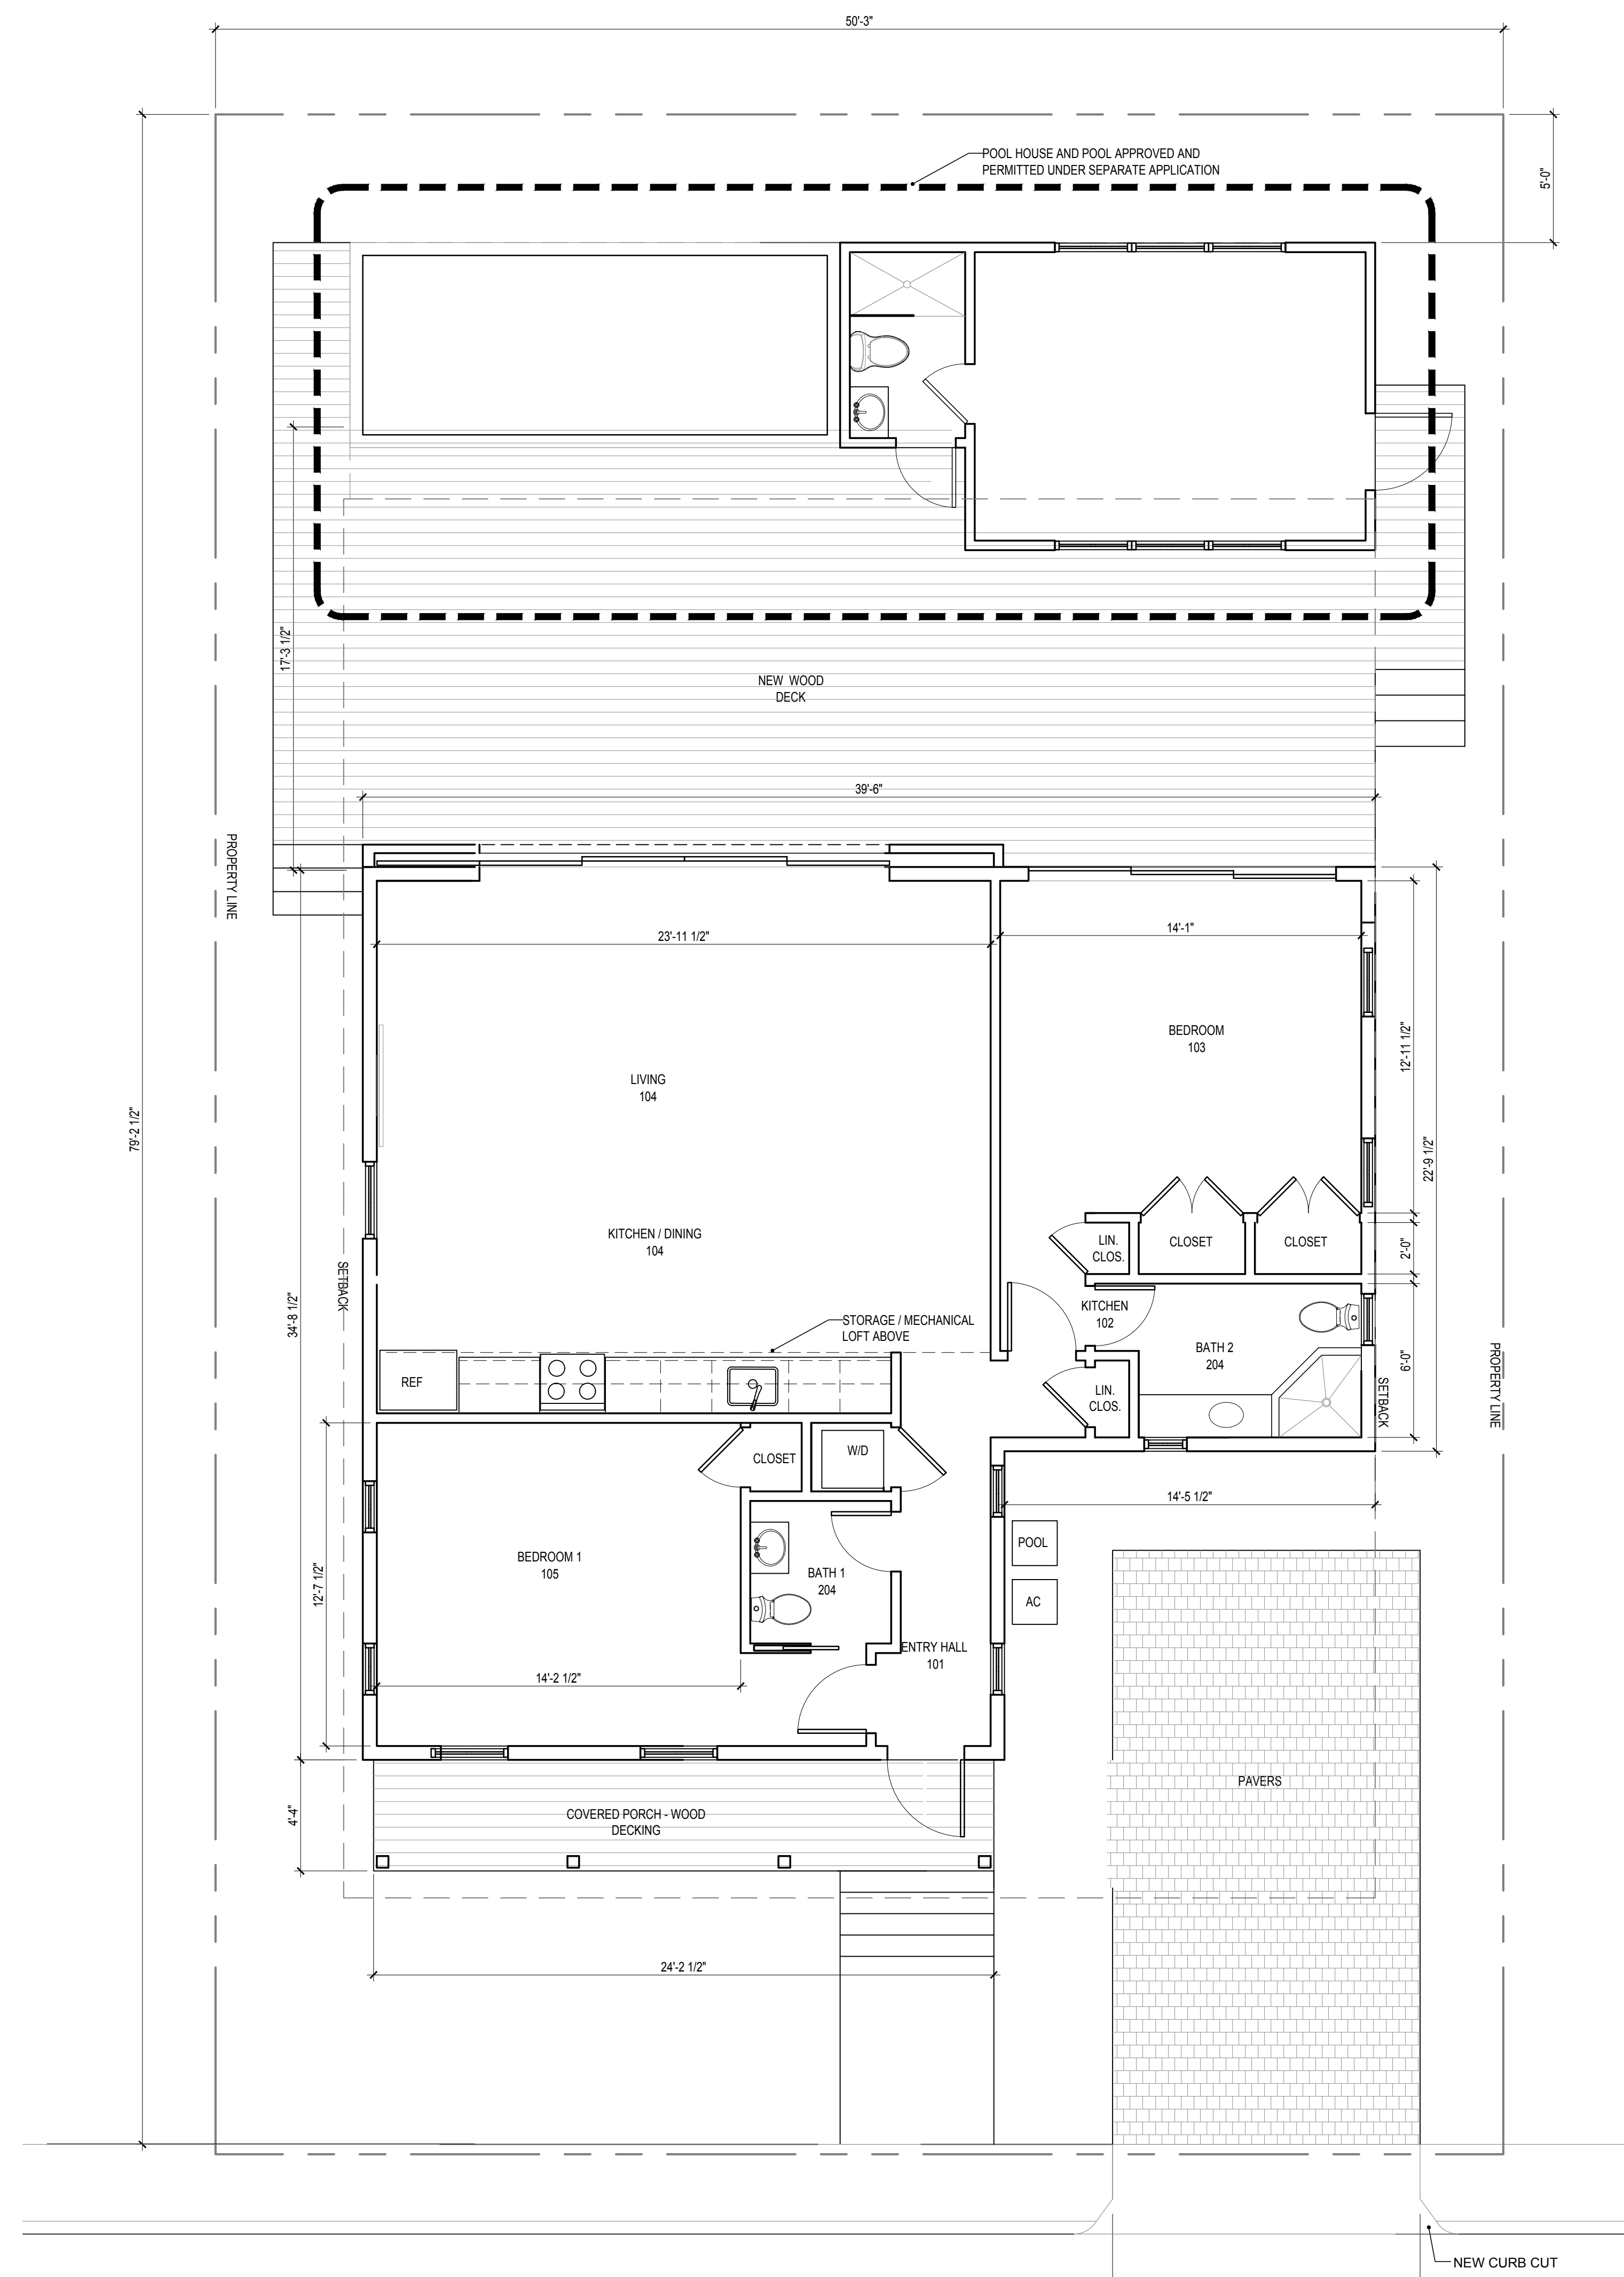 50'-3"
POOL HOUSE AND POOL APPROVED AND
PERMITTED UNDER SEPARATE APPLICATION
5'-0"
17'-3 1/2"
NEW WOOD
DECK
39'-6"
PROPERTY LINE
23'-11 1/2"
14'-1"
BEDROOM
103
12'-11 1/2"
LIVING
104
79'-2 1/2"
22'-9 1/2"
KITCHEN / DINING
104
LIN.
CLOS.
CLOSET
CLOSET
2'-0"
SETBACK
34'-8 1/2"
KITCHEN
102
STORAGE / MECHANICAL
LOFT ABOVE
BATH 2
204
6'-0"
PROPERTY LINE
REF
LIN.
CLOS.
SETBACK
CLOSET
W/D
14'-5 1/2"
POOL
BEDROOM 1
105
BATH 1
204
12'-7 1/2"
AC
ENTRY HALL
101
14'-2 1/2"
PAVERS
4'-4"
COVERED PORCH - WOOD
DECKING
24'-2 1/2"
NEW CURB CUT